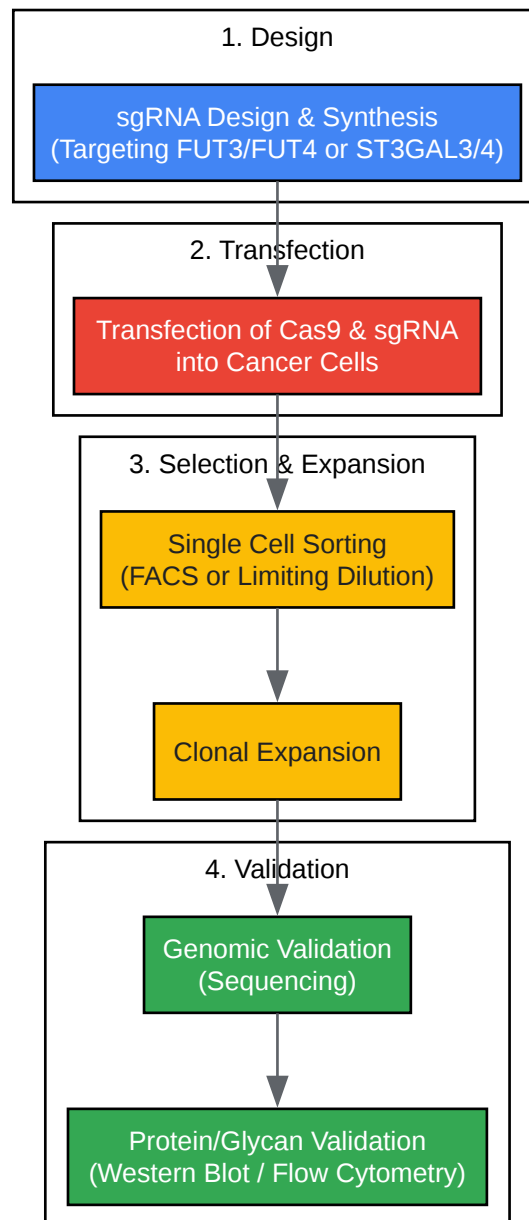 1. Design
sgRNA Design & Synthesis
(Targeting FUT3/FUT4 or ST3GAL3/4)
2. Transfection
Transfection of Cas9 & sgRNA
into Cancer Cells
3. Selection & Expansion
Single Cell Sorting
(FACS or Limiting Dilution)
Clonal Expansion
4. Validation
Genomic Validation
(Sequencing)
Protein/Glycan Validation
(Western Blot / Flow Cytometry)